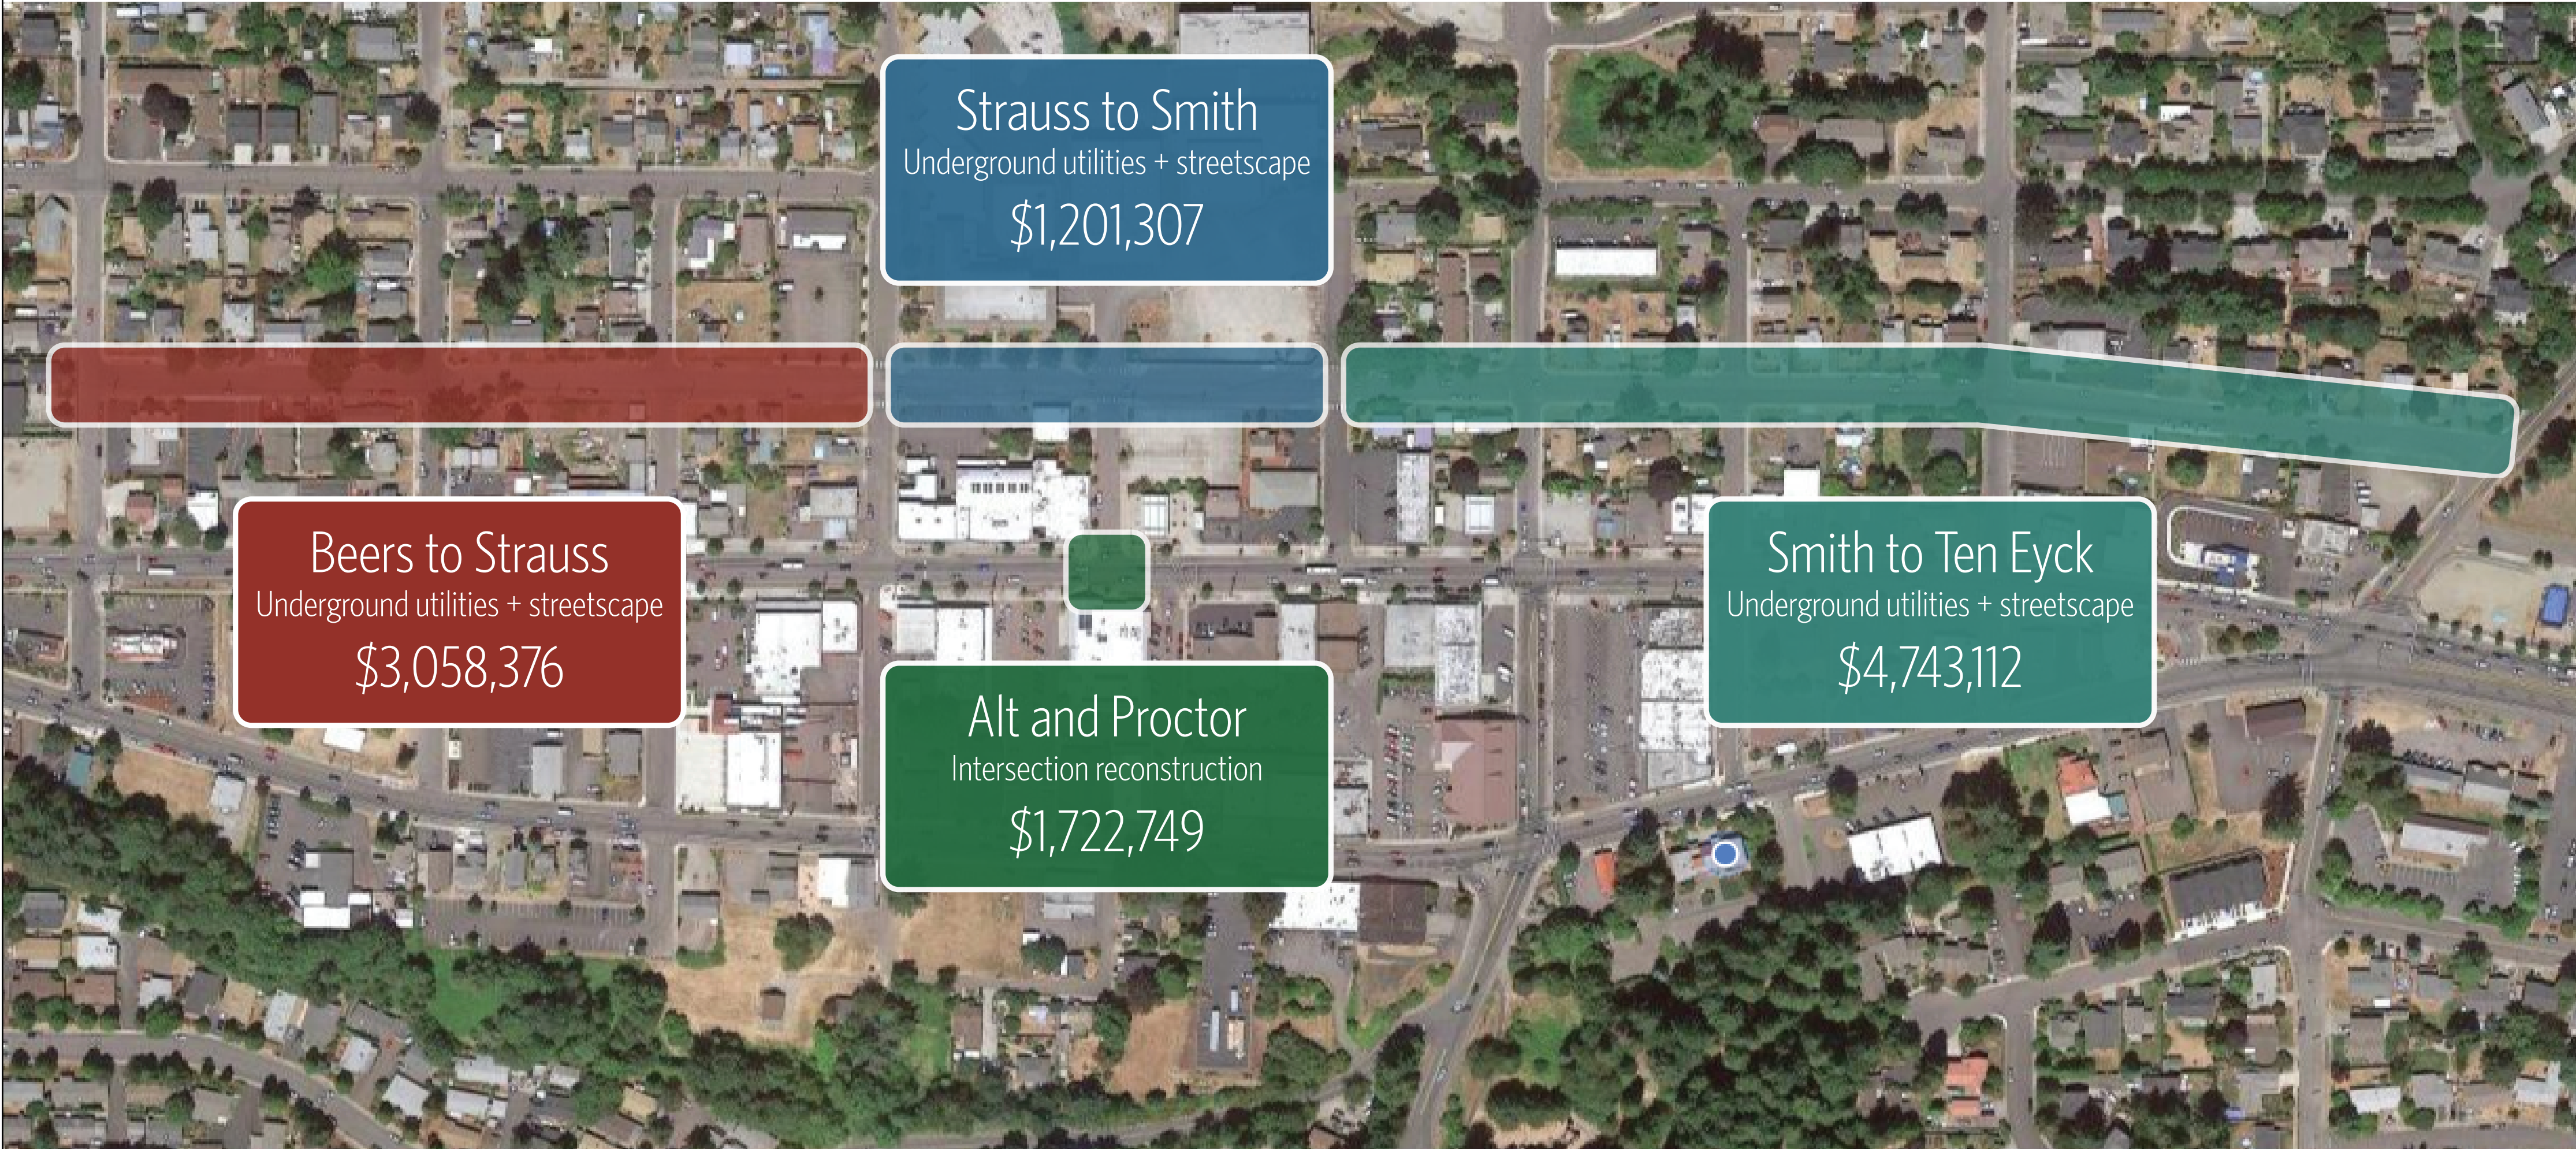 Strauss to Smith
Underground utilities + streetscape
$1,201,307
Beers to Strauss
Underground utilities + streetscape
$3,058,376
Alt and Proctor
Intersection reconstruction
$1,722,749
Smith to Ten Eyck
Underground utilities + streetscape
$4,743,112